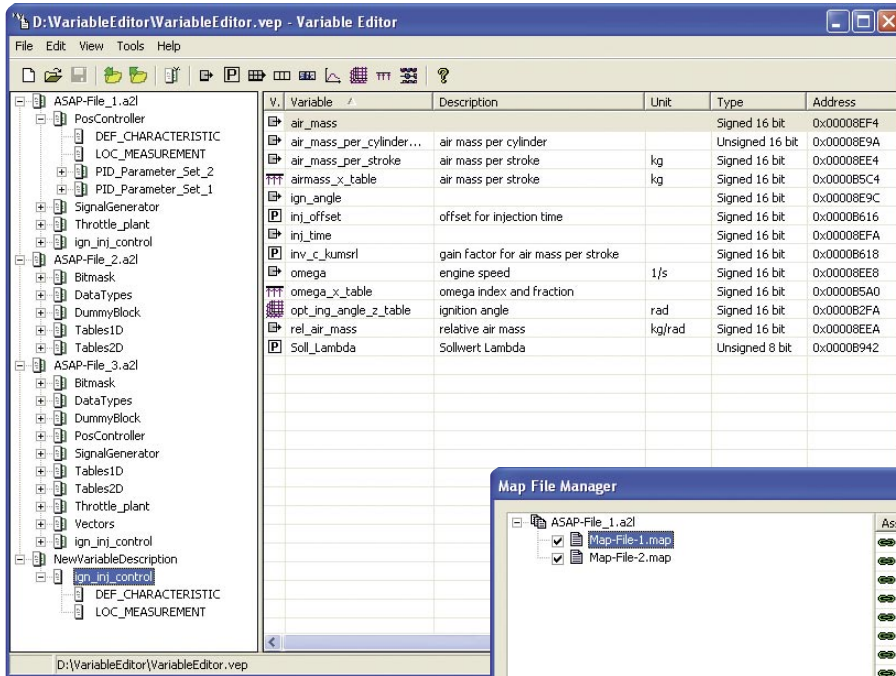 D:\VariableEditor\VariableEditor.vep - Variable Editor
File Edit View Tools Help
ASAP-File_1.a2l
PosController
DEF_CHARACTERISTIC
LOC_MEASUREMENT
PID_Parameter_Set_2
PID_Parameter_Set_1
SignalGenerator
Throttle_plant
ign_inj_control
ASAP-File_2.a2l
Bitmask
DataTypes
DummyBlock
Tables1D
Tables2D
ASAP-File_3.a2l
Bitmask
DataTypes
DummyBlock
PosController
SignalGenerator
Tables1D
Tables2D
Throttle_plant
Vectors
ign_inj_control
NewVariableDescription
ign_inj_control
DEF_CHARACTERISTIC
LOC_MEASUREMENT
V. Variable Description Unit Type Address
air_mass Signed 16 bit 0x00008EF4
air_mass_per_cylinder... air mass per cylinder Unsigned 16 bit 0x00008E9A
air_mass_per_stroke air mass per stroke kg Signed 16 bit 0x00008EE4
airmass_x_table air mass per stroke kg Signed 16 bit 0x0000B5C4
ign_angle Signed 16 bit 0x00008E9C
P inj_offset offset for injection time Signed 16 bit 0x0000B616
inj_time Signed 16 bit 0x00008EFA
P inv_c_kumsrl gain factor for air mass per stroke Signed 16 bit 0x0000B618
omega engine speed 1/s Signed 16 bit 0x00008EE8
omega_x_table omega index and fraction Signed 16 bit 0x0000B5A0
opt_ing_angle_z_table ignition angle rad Signed 16 bit 0x0000B2FA
rel_air_mass relative air mass kg/rad Signed 16 bit 0x00008EEA
P Soll_Lambda Sollwert Lambda Unsigned 8 bit 0x0000B942
Map File Manager
ASAP-File_1.a2l
Map-File-1.map
Map-File-2.map
Ass
D:\VariableEditor\VariableEditor.vep